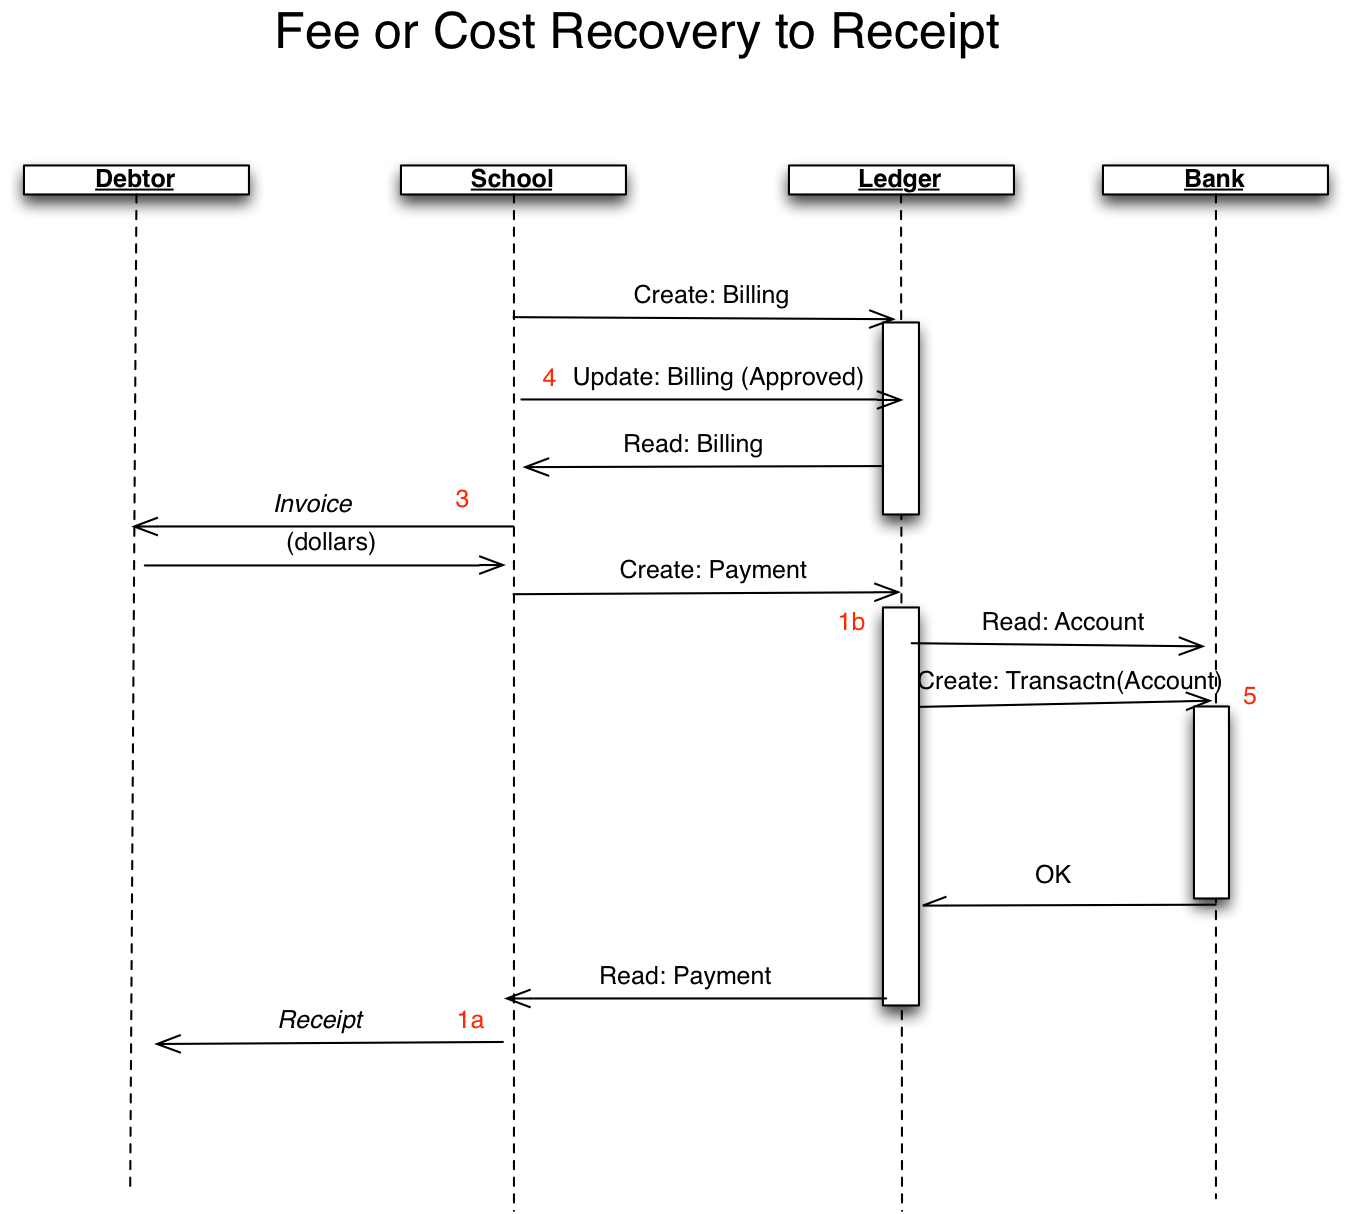 Fee or Cost Recovery to Receipt
Debtor
School
Ledger
Bank
Create: Billing
4 Update: Billing (Approved)
Read: Billing
Invoice
3
(dollars)
Create: Payment
1b
Read: Account
Create: Transactn(Account)
5
OK
Read: Payment
Receipt
1a